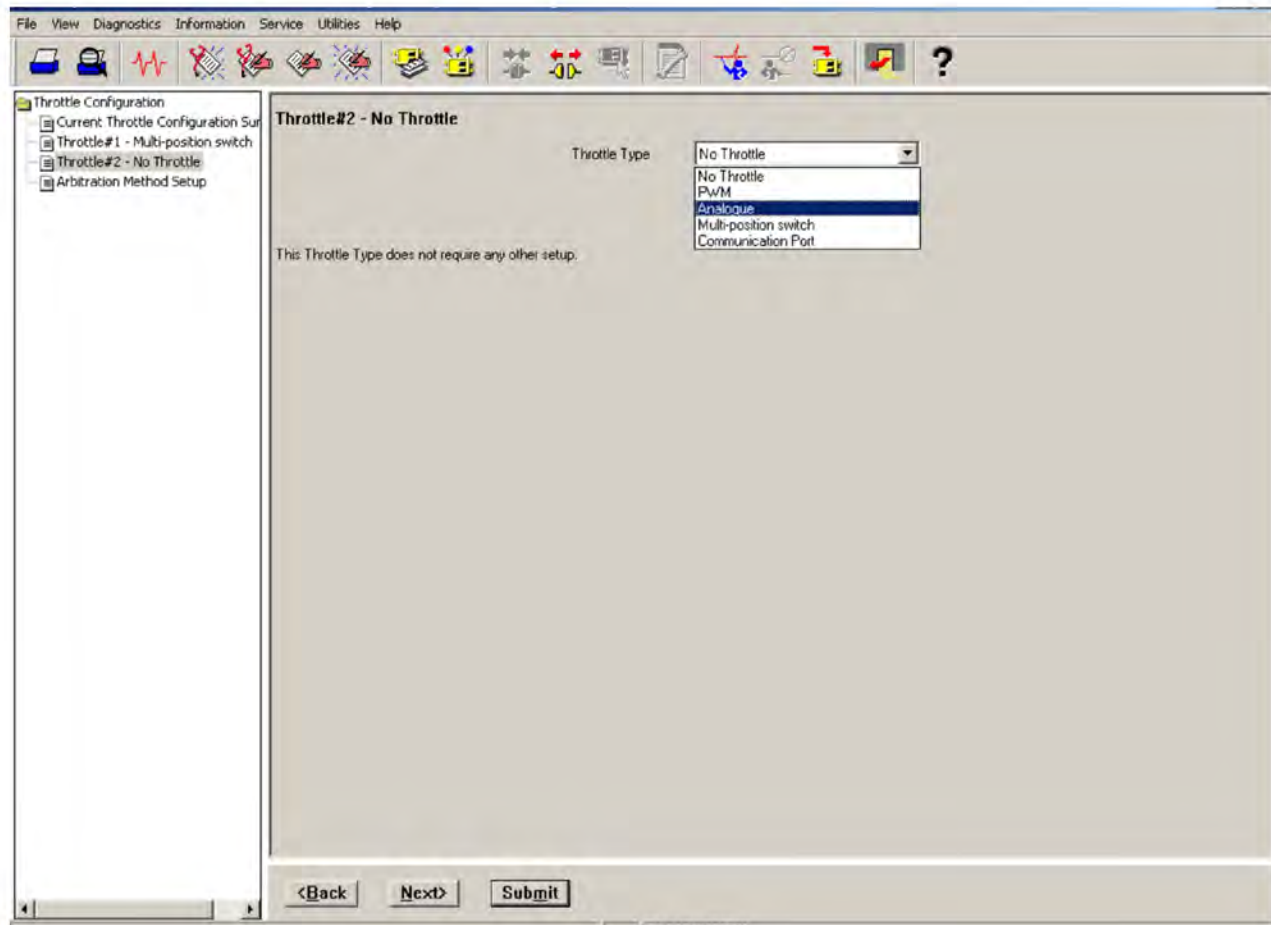 File View Diagnostics Information Service Utilities Help
?
Throttle Configuration
Current Throttle Configuration Sur
Throttle#1 - Multi-position switch
Throttle#2 - No Throttle
Arbitration Method Setup
Throttle#2 - No Throttle
Throttle Type No Throttle
No Throttle
PWM
Analogue
Multi-position switch
Communication Port
This Throttle Type does not require any other setup.
<Back Next> Submit